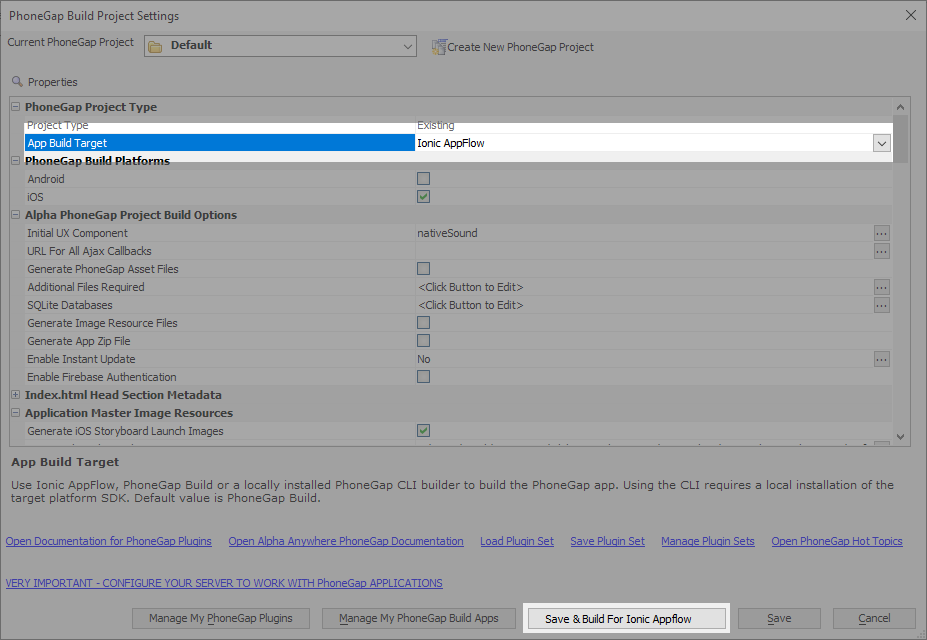 PhoneGap Build Project Settings
Current PhoneGap Project Default Create New PhoneGap Project
Properties
PhoneGap Project Type
Project Type Existing
App Build Target Ionic AppFlow
PhoneGap Build Platforms
Android
iOS
Alpha PhoneGap Project Build Options
Initial UX Component nativeSound ...
URL For All Ajax Callbacks ...
Generate PhoneGap Asset Files
Additional Files Required <Click Button to Edit> ...
SQLite Databases <Click Button to Edit> ...
Generate Image Resource Files
Generate App Zip File
Enable Instant Update No ...
Enable Firebase Authentication
Index.html Head Section Metadata
Application Master Image Resources
Generate iOS Storyboard Launch Images
App Build Target
Use Ionic AppFlow, PhoneGap Build or a locally installed PhoneGap CLI builder to build the PhoneGap app. Using the CLI requires a local installation of the
target platform SDK. Default value is PhoneGap Build.
Open Documentation for PhoneGap Plugins Open Alpha Anywhere PhoneGap Documentation Load Plugin Set Save Plugin Set Manage Plugin Sets Open PhoneGap Hot Topics
VERY IMPORTANT - CONFIGURE YOUR SERVER TO WORK WITH PhoneGap APPLICATIONS
Manage My PhoneGap Plugins Manage My PhoneGap Build Apps Save & Build For Ionic Appflow Save Cancel